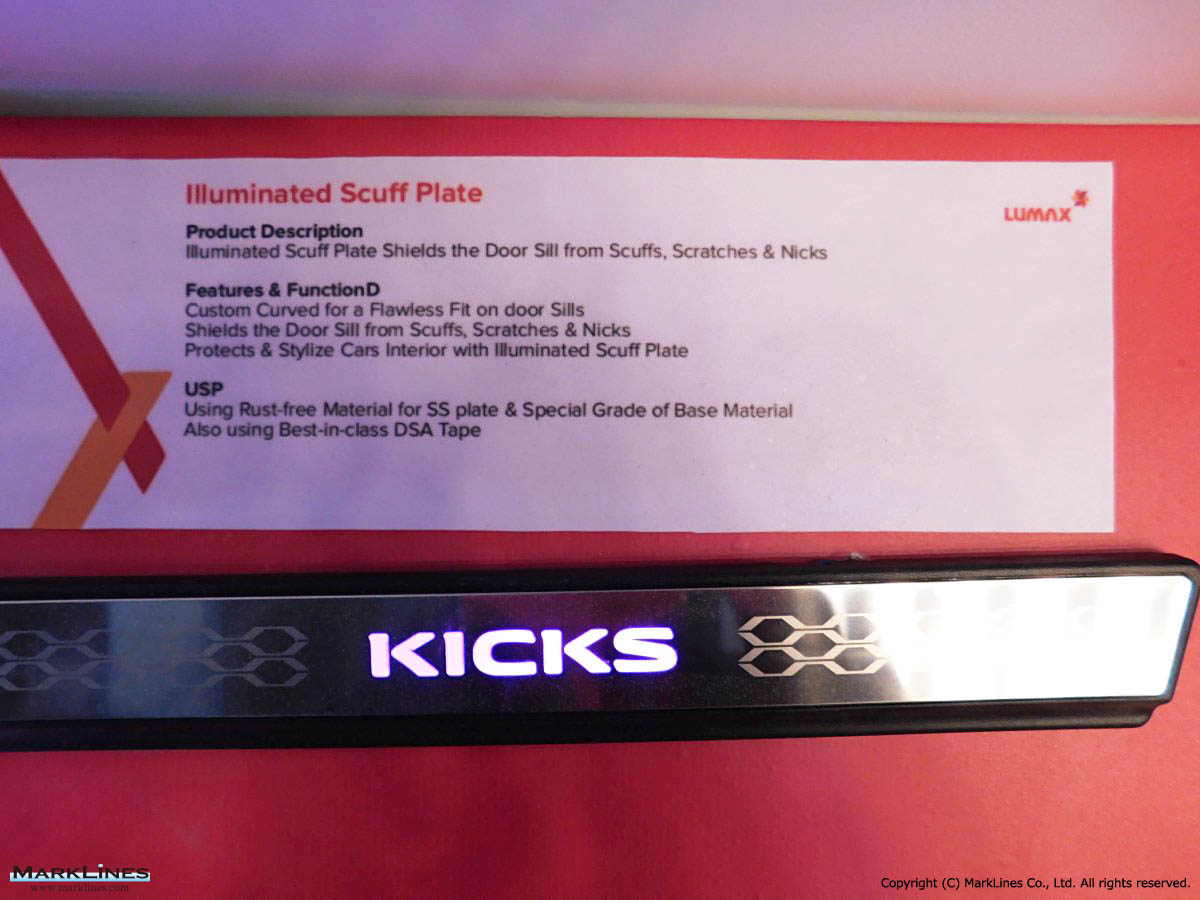 Illuminated Scuff Plate
LUMAX
Product Description
Illuminated Scuff Plate Shields the Door Sill from Scuffs, Scratches & Nicks
Features & FunctionD
Custom Curved for a Flawless Fit on door Sills
Shields the Door Sill from Scuffs, Scratches & Nicks
Protects & Stylize Cars Interior with Illuminated Scuff Plate
USP
Using Rust-free Material for SS plate & Special Grade of Base Material
Also using Best-in-class DSA Tape
KICKS
MARKLINES
www.marklines.com
Copyright (C) MarkLines Co., Ltd. All rights reserved.